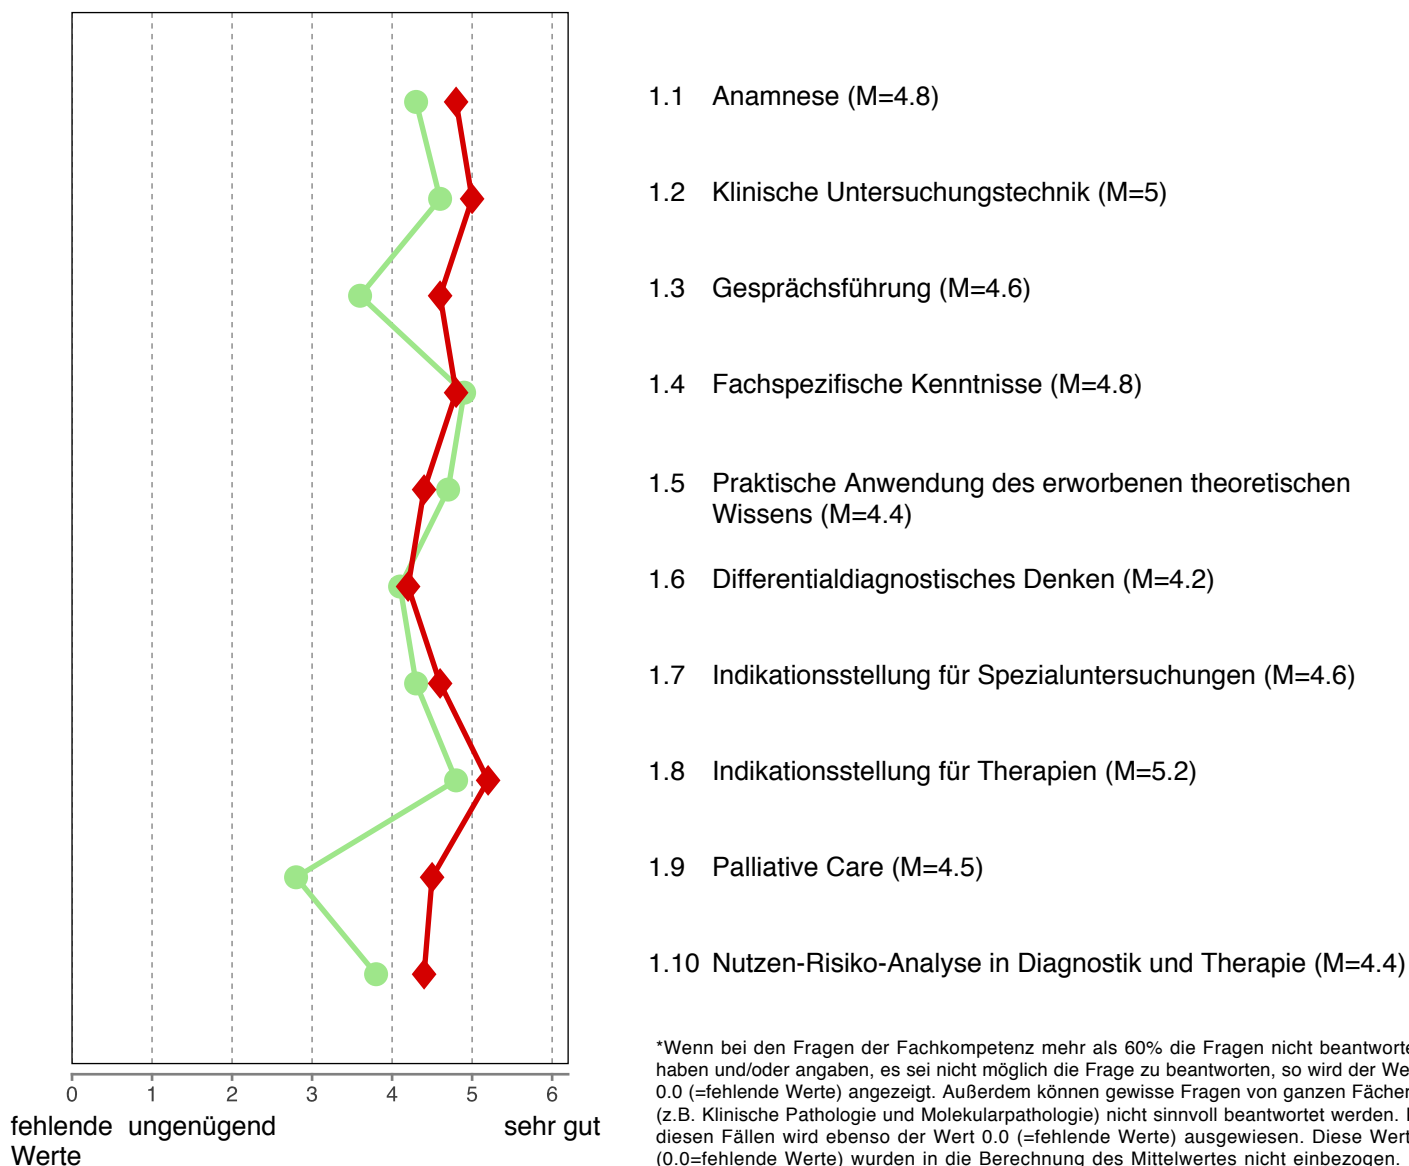 1.1 Anamnese (M=4.8)
1.2 Klinische Untersuchungstechnik (M=5)
1.3 Gesprächsführung (M=4.6)
1.4 Fachspezifische Kenntnisse (M=4.8)
1.5 Praktische Anwendung des erworbenen theoretischen
Wissens (M=4.4)
1.6 Differentialdiagnostisches Denken (M=4.2)
1.7 Indikationsstellung für Spezialuntersuchungen (M=4.6)
1.8 Indikationsstellung für Therapien (M=5.2)
1.9 Palliative Care (M=4.5)
1.10 Nutzen-Risiko-Analyse in Diagnostik und Therapie (M=4.4)
0 1 2 3 4 5 6
fehlende ungenügend sehr gut
Werte
*Wenn bei den Fragen der Fachkompetenz mehr als 60% die Fragen nicht
haben und/oder angaben, es sei nicht möglich die Frage zu beantworten, so wird der
0.0 (=fehlende Werte) angezeigt. Außerdem können gewisse Fragen von ganzen Fächer
(z.B. Klinische Pathologie und Molekularpathologie) nicht sinnvoll beantwortet werden.
diesen Fällen wird ebenso der Wert 0.0 (=fehlende Werte) ausgewiesen. Diese
(0.0=fehlende Werte) wurden in die Berechnung des Mittelwertes nicht einbezogen.